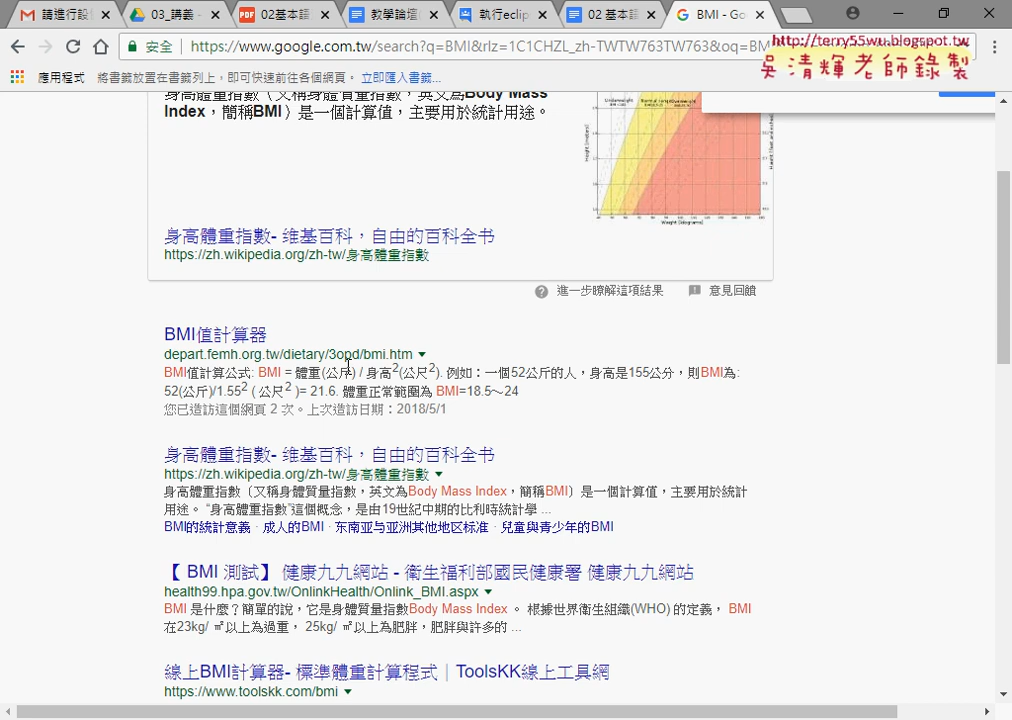 請進行設
03_講義 -
02基本語
教學論壇
執行eclip
02 基本語
BMI - Go
安全
https://www.google.com.tw/search?q=BMI&rlz=1C1CHZL_zh-TWTW763TW763&oq=BM
http://terry55wu.blogspot.tw
吳清輝老師錄製
應用程式
將書籤放置在書籤列上，即可快速前往各個網頁。 立即匯入書籤...
身高體重指數（又稱身體質量指數，英文為Body Mass
Index，簡稱BMI）是一個計算值，主要用於統計用途。
身高體重指數- 維基百科，自由的百科全书
https://zh.wikipedia.org/zh-tw/身高體重指數
進一步瞭解這項結果
意見回饋
BMI值計算器
depart.femh.org.tw/dietary/3opd/bmi.htm
BMI值計算公式: BMI = 體重(公斤) / 身高2(公尺2). 例如：一個52公斤的人，身高是155公分，則BMI為:
52(公斤)/1.552 ( 公尺2 )= 21.6. 體重正常範圍為 BMI=18.5～24
您已造訪這個網頁 2 次。上次造訪日期：2018/5/1
身高體重指數- 维基百科，自由的百科全书
https://zh.wikipedia.org/zh-tw/身高體重指數
身高體重指數（又稱身體質量指數，英文為Body Mass Index，簡稱BMI）是一個計算值，主要用於統計
用途。 “身高體重指數”這個概念，是由19世紀中期的比利時統計學 ...
BMI的統計意義 · 成人的BMI · 东南亚与亚洲其他地区标准 · 兒童與青少年的BMI
【 BMI 測試】 健康九九網站 - 衛生福利部國民健康署 健康九九網站
health99.hpa.gov.tw/OnlinkHealth/Onlink_BMI.aspx
BMI 是什麼？簡單的說，它是身體質量指數Body Mass Index 。 根據世界衛生組織(WHO) 的定義， BMI
在23kg/ ㎡以上為過重， 25kg/ ㎡以上為肥胖，肥胖與許多的 ...
線上BMI計算器- 標準體重計算程式｜ToolsKK線上工具網
https://www.toolskk.com/bmi